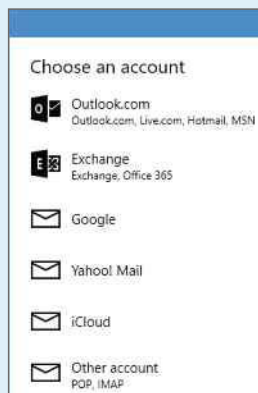 Choose an account
Outlook.com
Outlook.com, Live.com, Hotmail, MSN
Exchange
Exchange, Office 365
Google
Yahoo! Mail
iCloud
Other account
POP, IMAP